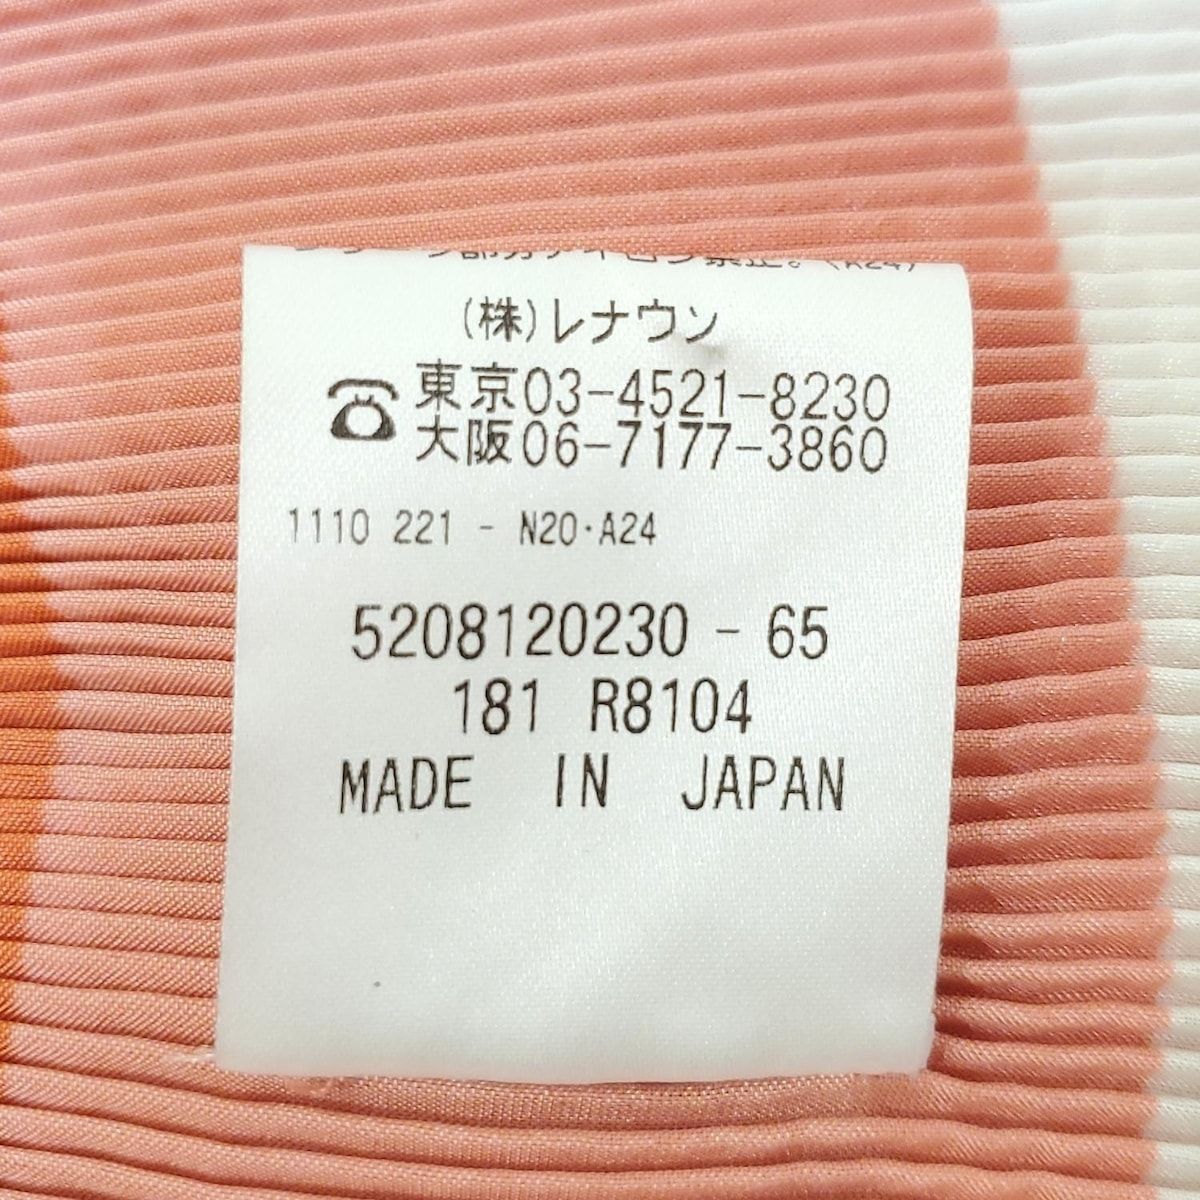 (A24)
(株)レナウン
東京03-4521-8230
大阪06-7177-3860
1110 221 - N20·A24
5208120230 - 65
181 R8104
MADE IN JAPAN